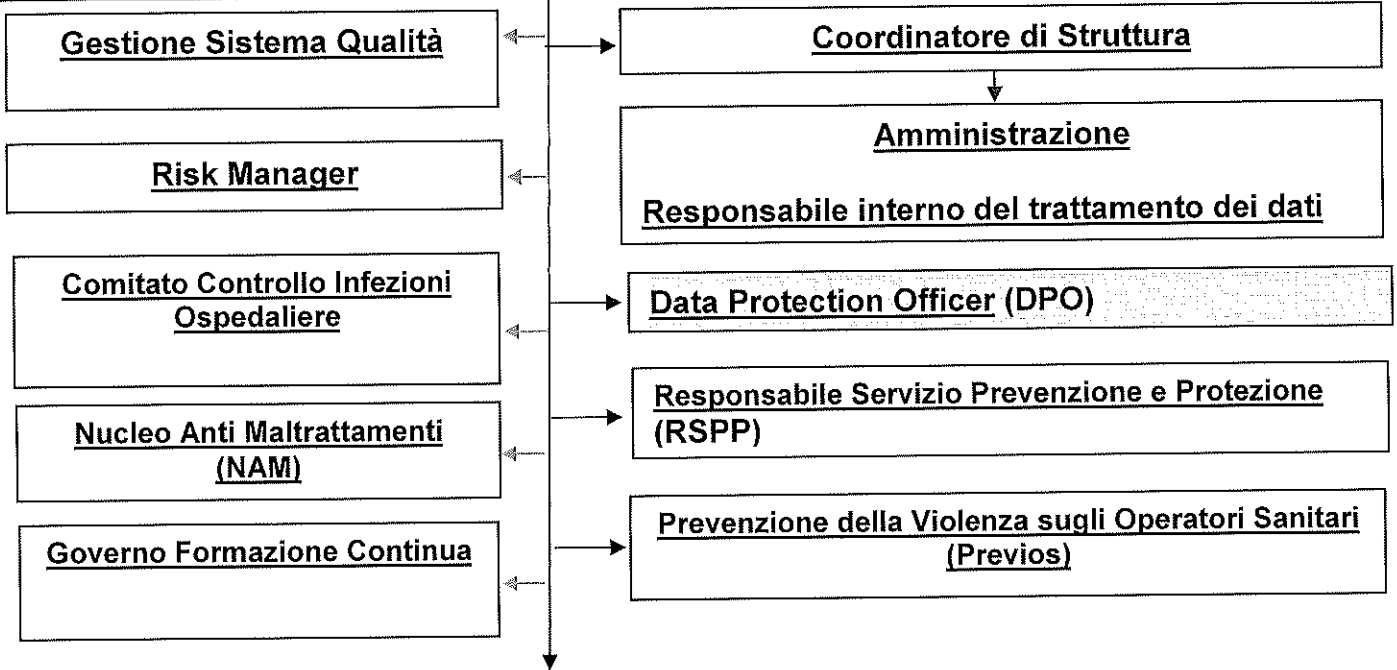 Gestione Sistema Qualità
Risk Manager
Comitato Controllo Infezioni
Ospedaliere
Nucleo Anti Maltrattamenti
(NAM)
Governo Formazione Continua
Coordinatore di Struttura
Amministrazione
Responsabile interno del trattamento dei dati
Data Protection Officer (DPO)
Responsabile Servizio Prevenzione e Protezione
(RSPP)
Prevenzione della Violenza sugli Operatori Sanitari
(Previos)